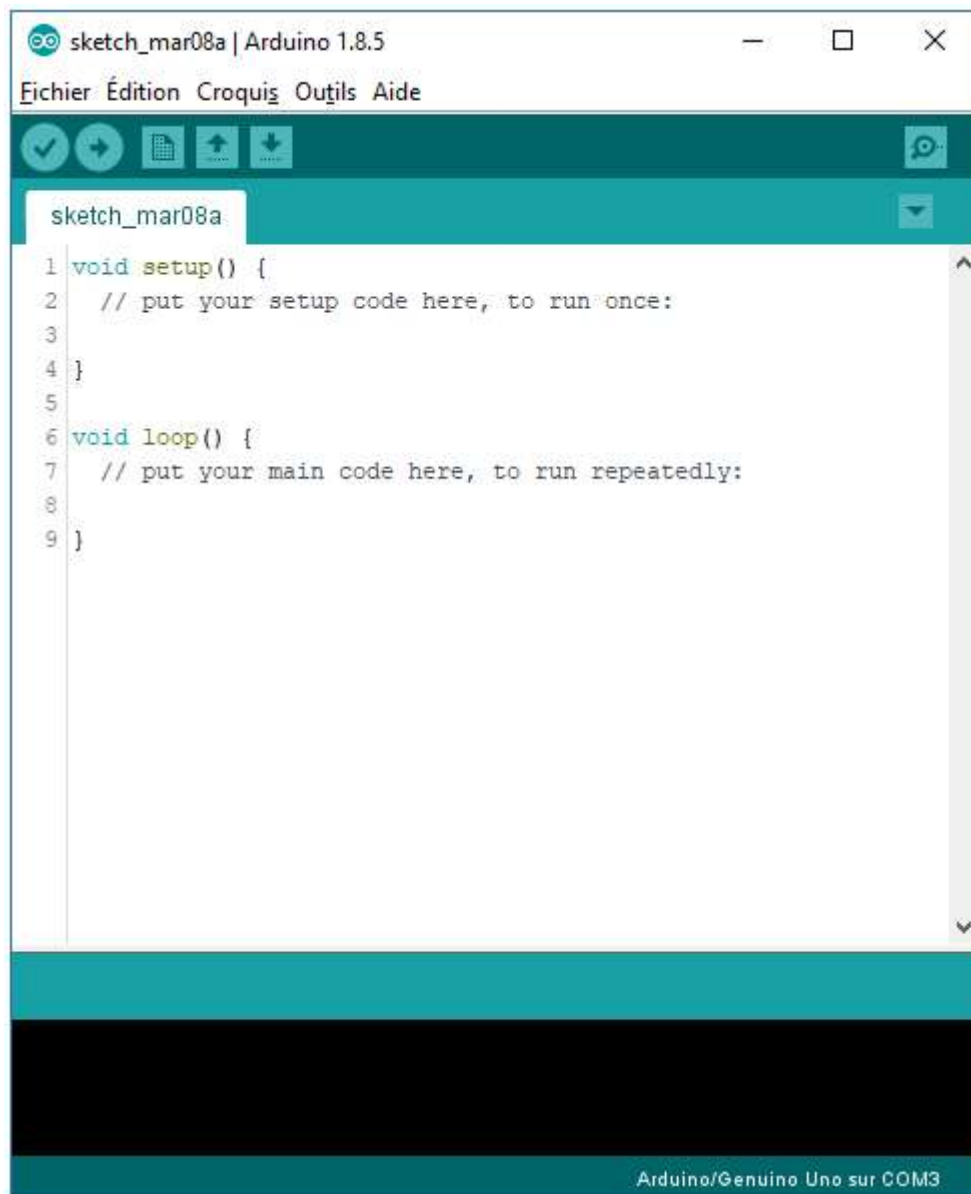 sketch_mar08a | Arduino 1.8.5
Fichier Édition Croquis Outils Aide
sketch_mar08a
1 void setup() {
2   // put your setup code here, to run once:
3
4 }
5
6 void loop() {
7   // put your main code here, to run repeatedly:
8
9 }
Arduino/Genuino Uno sur COM3